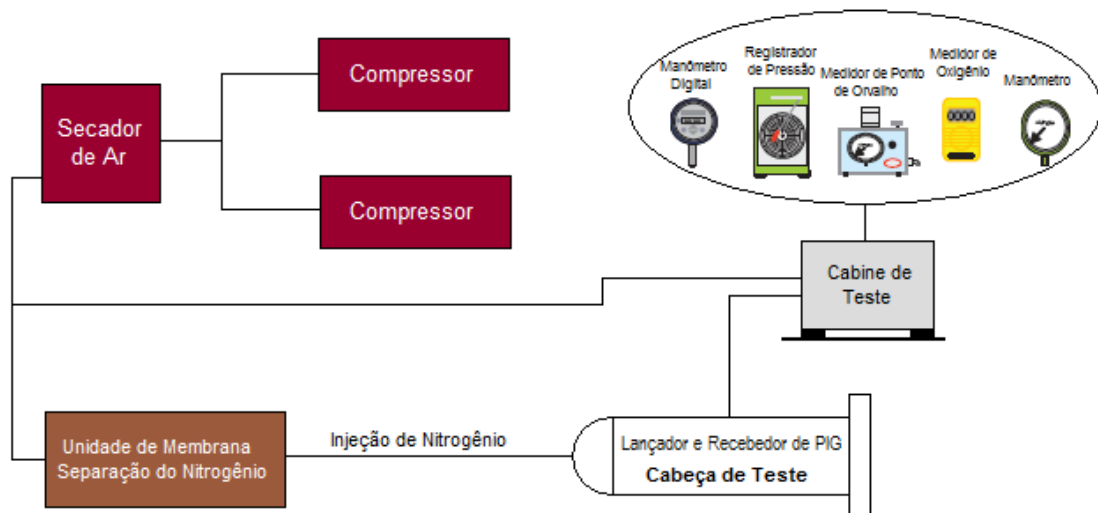 Compressor
Secador
de Ar
Compressor
Manômetro
Digital
Registrador
de Pressão
Medidor de Ponto
de Orvalho
Medidor de
Oxigênio
Manômetro
Cabine de
Teste
Unidade de Membrana
Separação do Nitrogênio
Injeção de Nitrogênio
Lançador e Recebedor de PIG
Cabeça de Teste